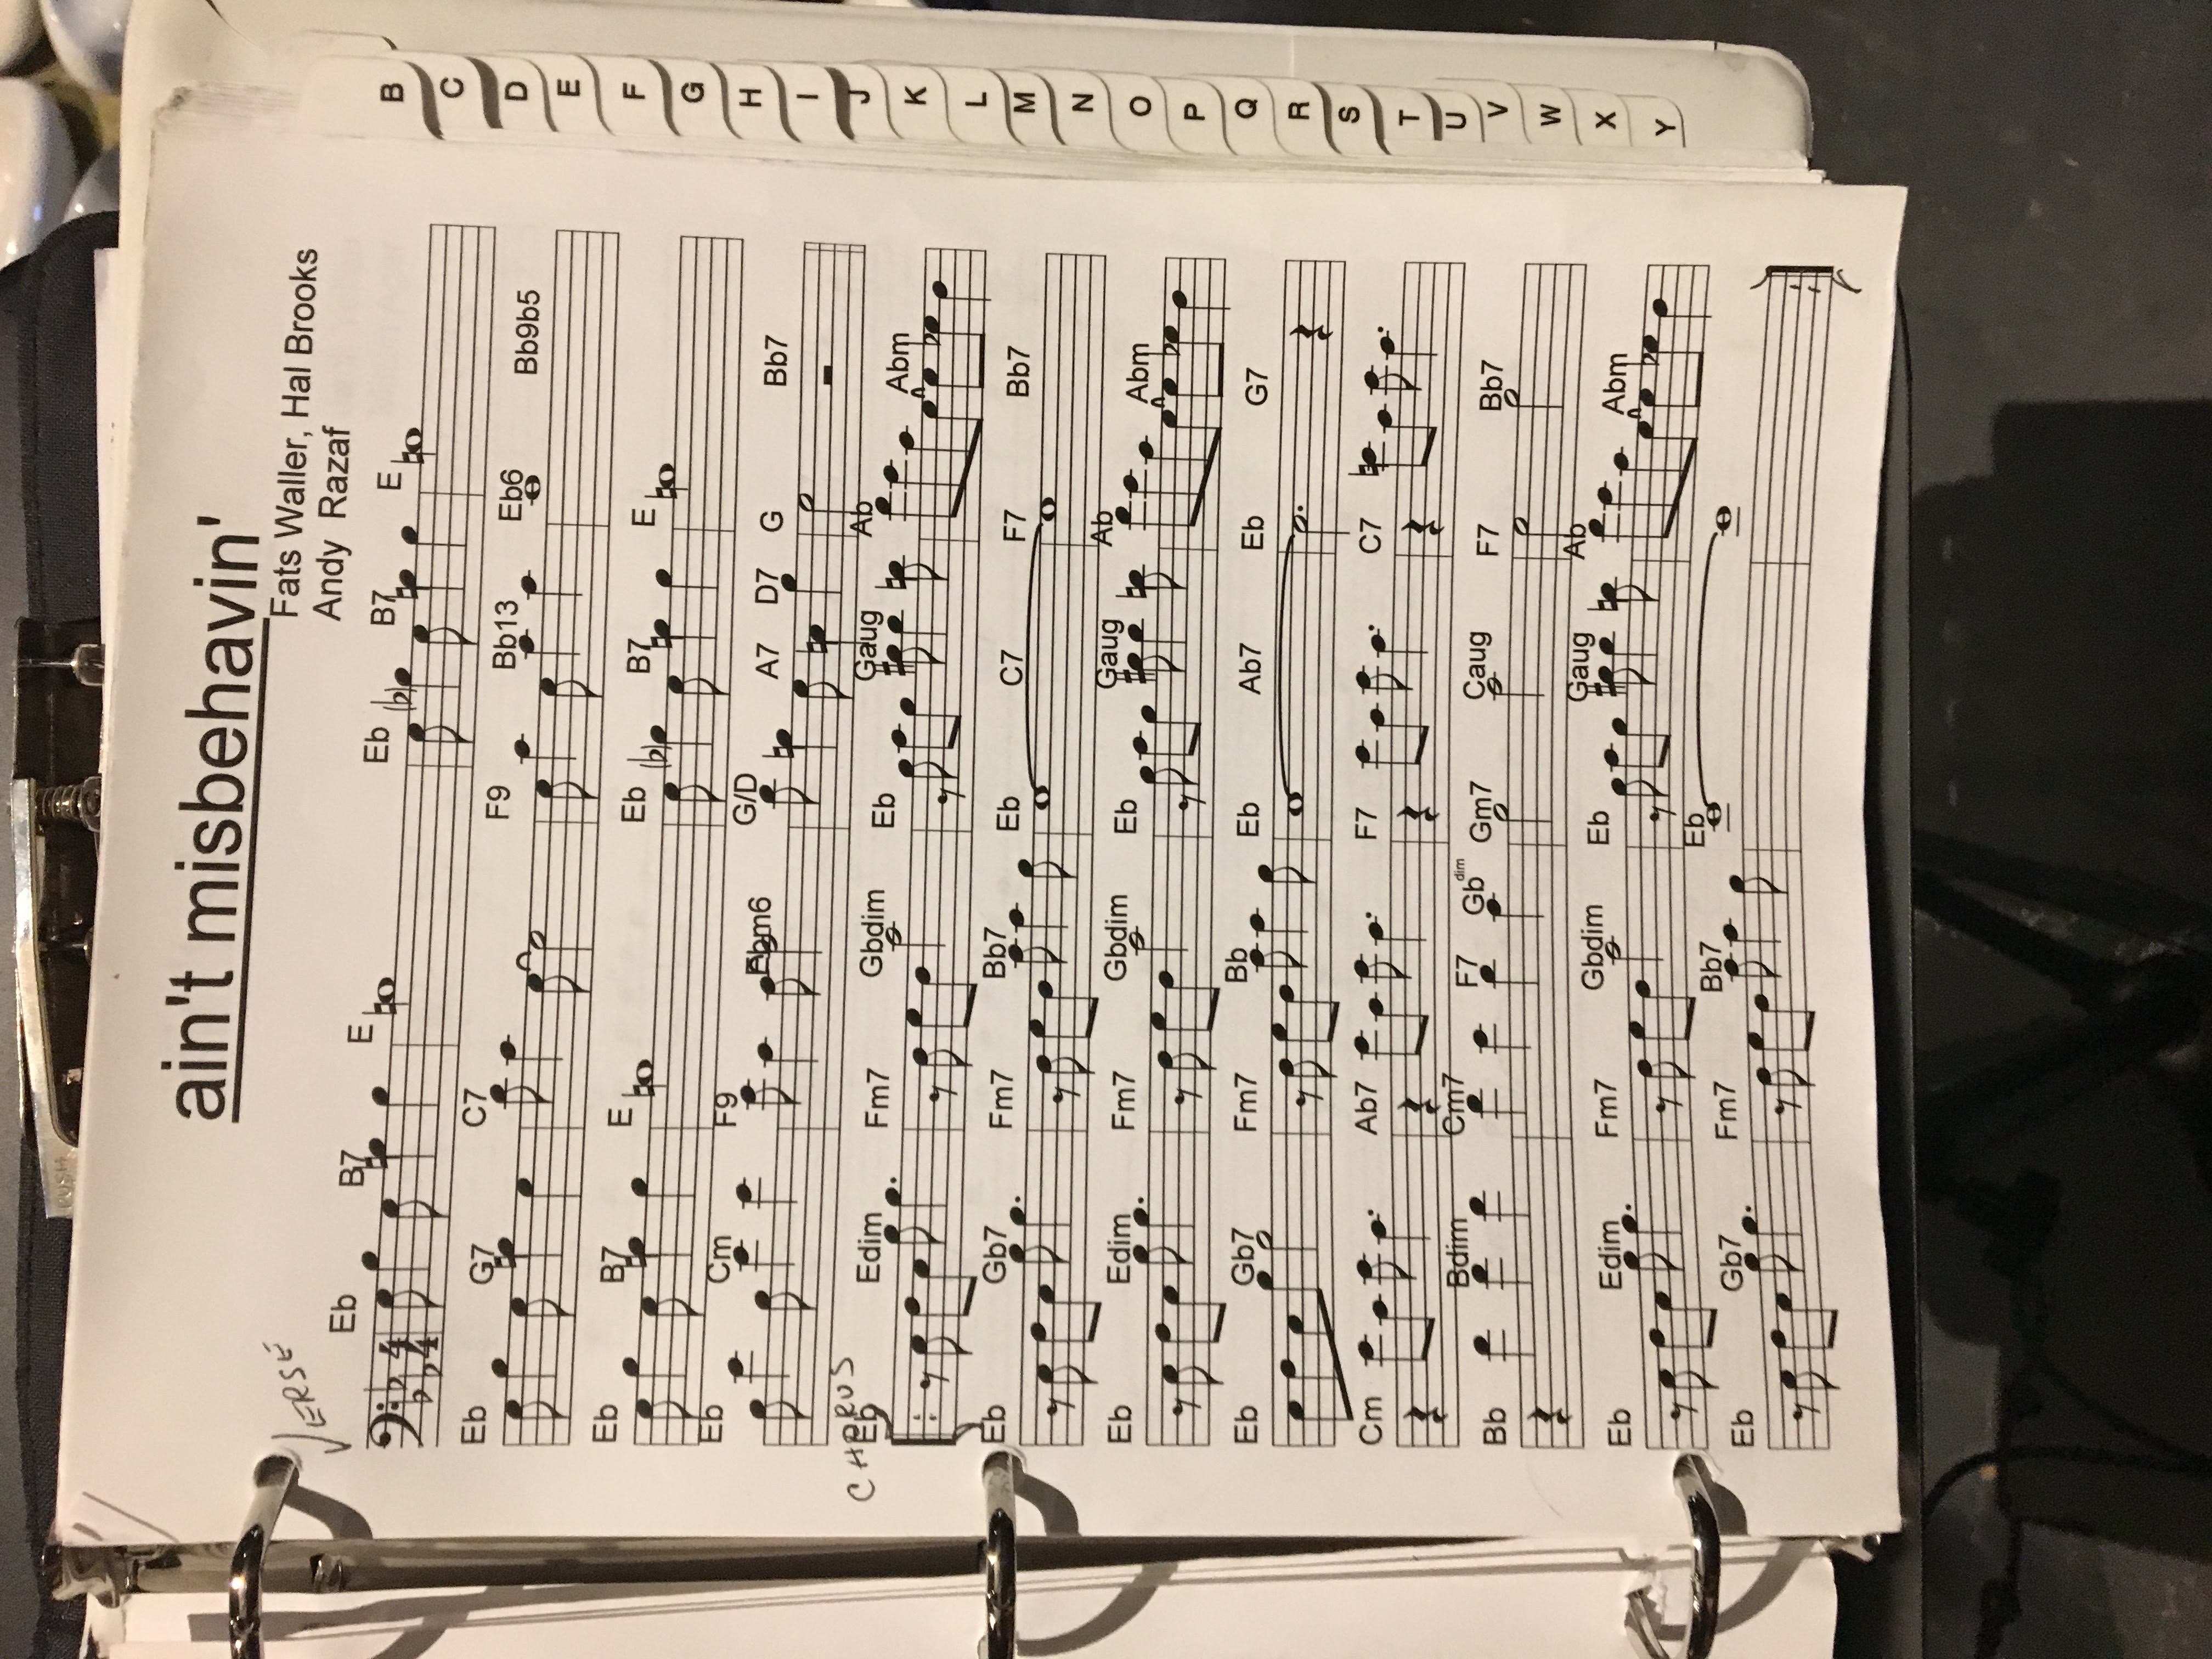 PUSH
ain't misbehavin'
Fats Waller, Hal Brooks
Andy Razaf
VERSE
Eb B7 E Eb B7 E
4
4
Eb G7 C7 F9 Bb13 Eb6 Bb9b5
Eb B7 E Eb B7 E
Eb Cm F9 Ebm6 G/D A7 D7 G Bb7
CHORUS
Eb Edim Fm7 Gbdim Eb Gaug Ab Abm
Eb Gb7 Fm7 Bb7 Eb C7 F7 Bb7
Eb Edim Fm7 Gbdim Eb Gaug Ab Abm
Eb Gb7 Fm7 Bb Eb Ab7 Eb G7
Cm Ab7 F7 C7
Bb Bdim Cm7 F7 Gbdim Gm7 Caug F7 Bb7
Eb Edim Fm7 Gbdim Eb Gaug Ab Abm
Eb Gb7 Fm7 Bb7 Eb
B
C
D
E
F
G
H
I
J
K
L
M
N
O
P
Q
R
S
T
U
V
W
X
Y